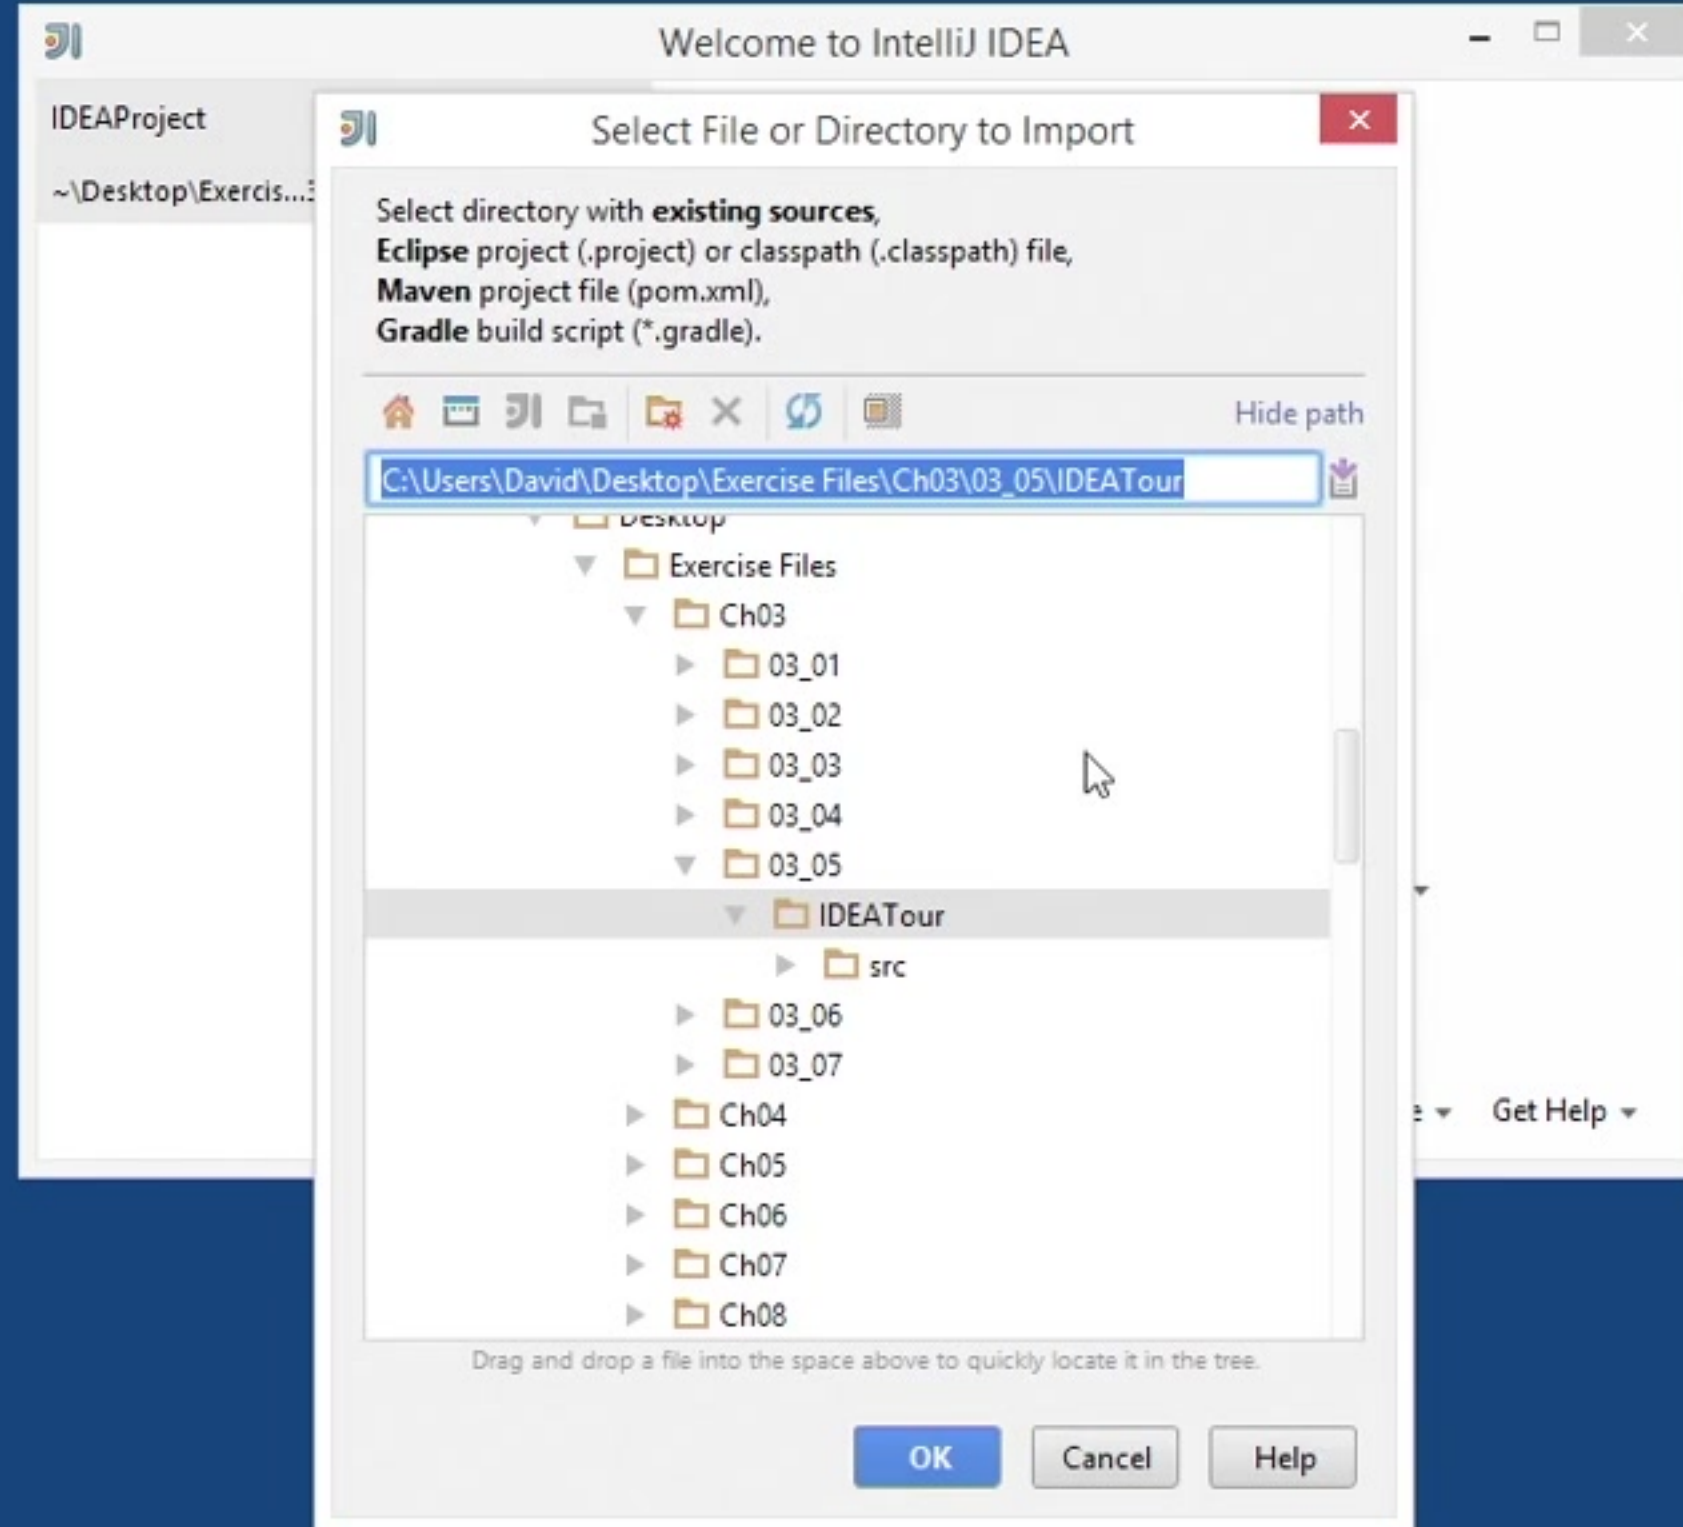 Welcome to IntelliJ IDEA
IDEAProject
~\Desktop\Exercis...
Select File or Directory to Import
Select directory with existing sources,
Eclipse project (.project) or classpath (.classpath) file,
Maven project file (pom.xml),
Gradle build script (*.gradle).
Hide path
C:\Users\David\Desktop\Exercise Files\Ch03\03_05\IDEATour
Desktop
Exercise Files
Ch03
03_01
03_02
03_03
03_04
03_05
IDEATour
src
03_06
03_07
Ch04
Ch05
Ch06
Ch07
Ch08
Get Help
Drag and drop a file into the space above to quickly locate it in the tree.
OK Cancel Help